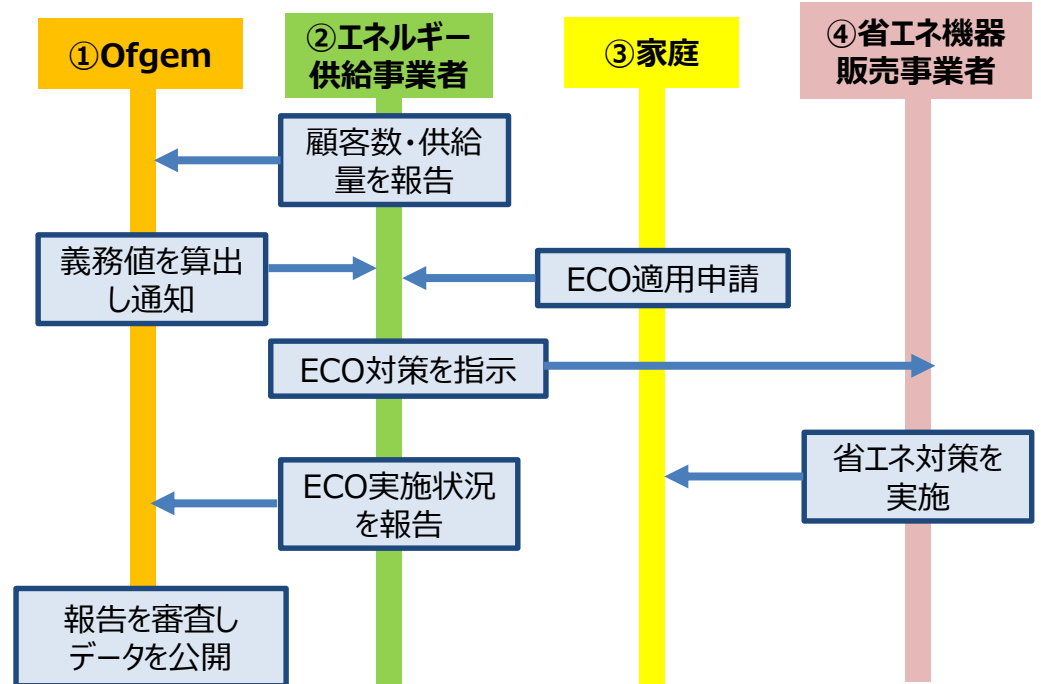 ①Ofgem
②エネルギー
供給事業者
③家庭
④省エネ機器
販売事業者
顧客数・供給
量を報告
義務値を算出
し通知
ECO適用申請
ECO対策を指示
省エネ対策を
実施
ECO実施状況
を報告
報告を審査し
データを公開